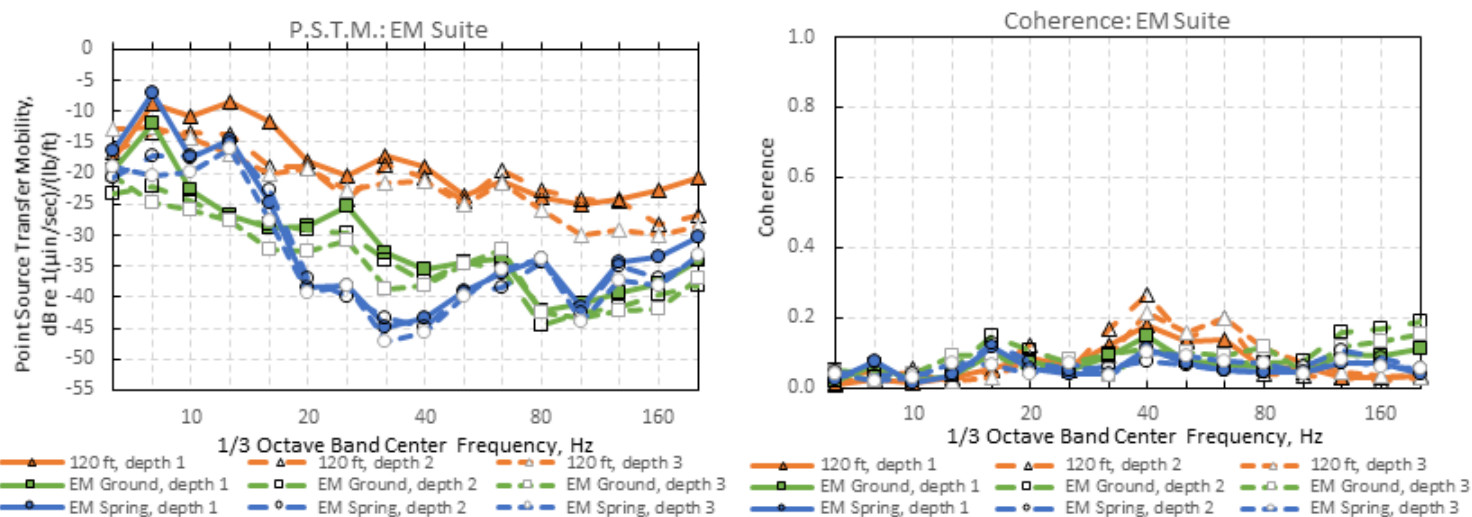 P.S.T.M.: EM Suite
0
-5
-10
-15
-20
-25
-30
-35
-40
-45
-50
-55
Point Source Transfer Mobility,
dB re 1(µin/sec)/(lb/ft)
10
20
40
80
160
1/3 Octave Band Center Frequency, Hz
120 ft, depth 1
120 ft, depth 2
120 ft, depth 3
EM Ground, depth 1
EM Ground, depth 2
EM Ground, depth 3
EM Spring, depth 1
EM Spring, depth 2
EM Spring, depth 3
Coherence: EM Suite
1.0
0.8
0.6
0.4
0.2
0.0
Coherence
10
20
40
80
160
1/3 Octave Band Center Frequency, Hz
120 ft, depth 1
120 ft, depth 2
120 ft, depth 3
EM Ground, depth 1
EM Ground, depth 2
EM Ground, depth 3
EM Spring, depth 1
EM Spring, depth 2
EM Spring, depth 3